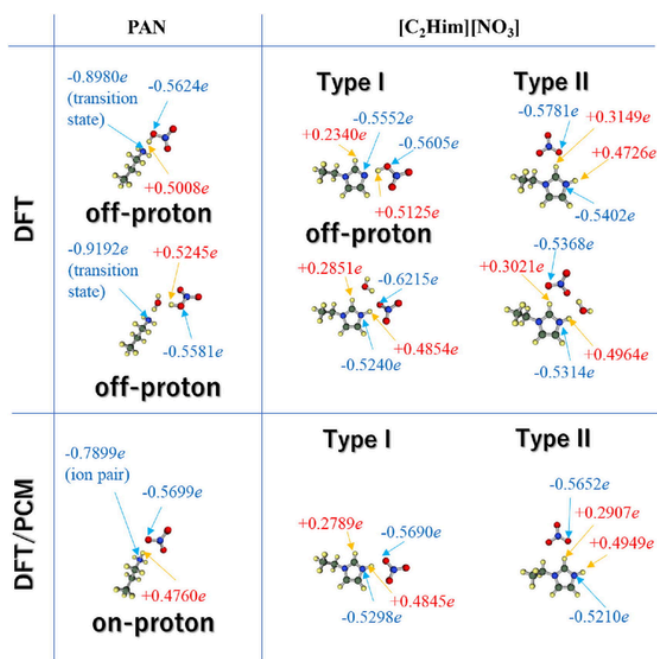 PAN
[C₂Him][NO₃]
DFT
-0.8980e
(transition
state)
-0.5624e
+0.5008e
off-proton
Type I
-0.5552e
+0.2340e
-0.5605e
+0.5125e
off-proton
Type II
-0.5781e
+0.3149e
+0.4726e
-0.5402e
-0.9192e
(transition
state)
+0.5245e
-0.5581e
off-proton
+0.2851e
-0.6215e
+0.4854e
-0.5240e
-0.5368e
+0.3021e
+0.4964e
-0.5314e
DFT/PCM
-0.7899e
(ion pair)
-0.5699e
+0.4760e
on-proton
Type I
+0.2789e
-0.5690e
+0.4845e
-0.5298e
Type II
-0.5652e
+0.2907e
+0.4949e
-0.5210e